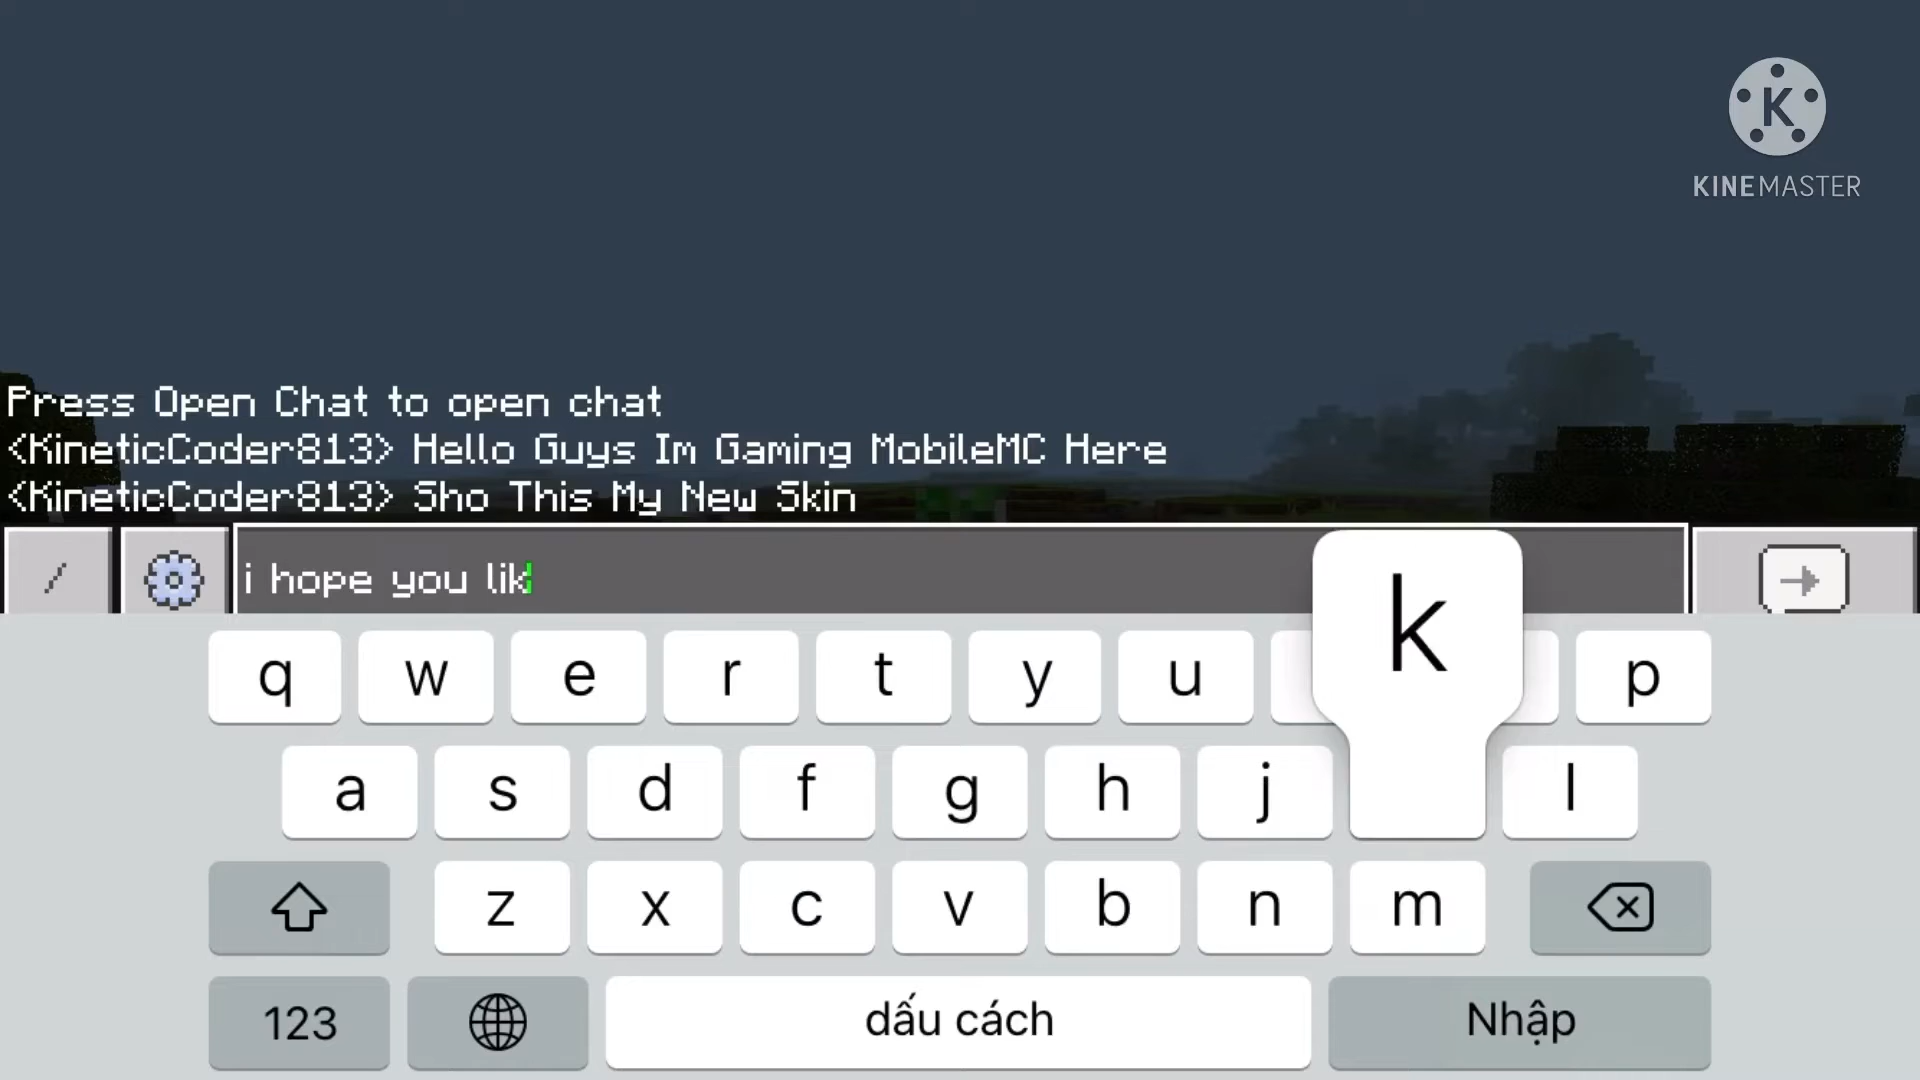 K
KINEMASTER
Press Open Chat to open chat
<KineticCoder813> Hello Guys Im Gaming MobileMC Here
<KineticCoder813> Sho This My New Skin
/
i hope you lik
k
q w e r t y u p
a s d f g h j l
z x c v b n m
123 dấu cách Nhập